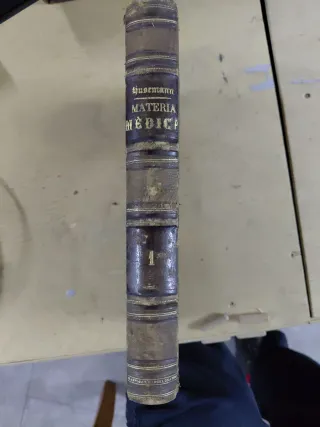 Husemann
MATERIA
MÉDICA
1